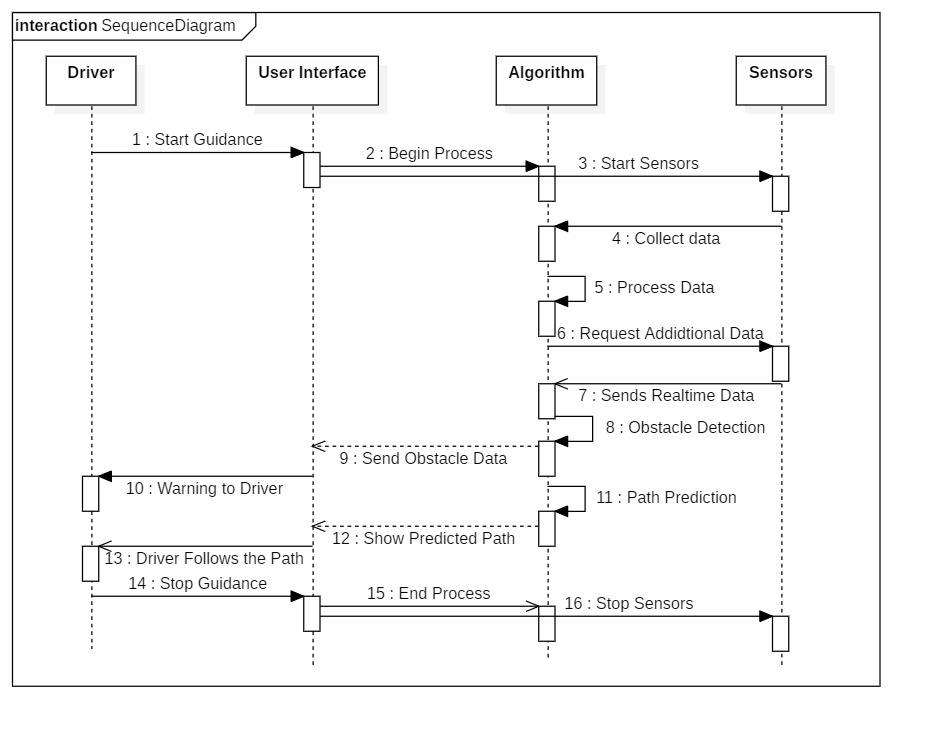 interaction SequenceDiagram
Driver
User Interface
Algorithm
Sensors
1 : Start Guidance
2 : Begin Process
3 : Start Sensors
4 : Collect data
5 : Process Data
6 : Request Addidtional Data
7 : Sends Realtime Data
8 : Obstacle Detection
9 : Send Obstacle Data
10 : Warning to Driver
11 : Path Prediction
12 : Show Predicted Path
13 : Driver Follows the Path
14 : Stop Guidance
15 : End Process
16 : Stop Sensors